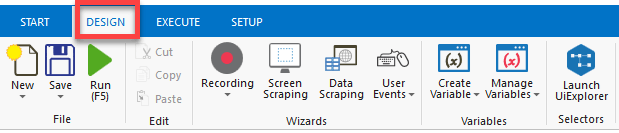 START DESIGN EXECUTE SETUP
New Save Run (F5)
Cut
Copy
Paste
Recording Screen Scraping Data Scraping User Events
Create Variable Manage Variables
Launch UiExplorer
File Edit Wizards Variables Selectors